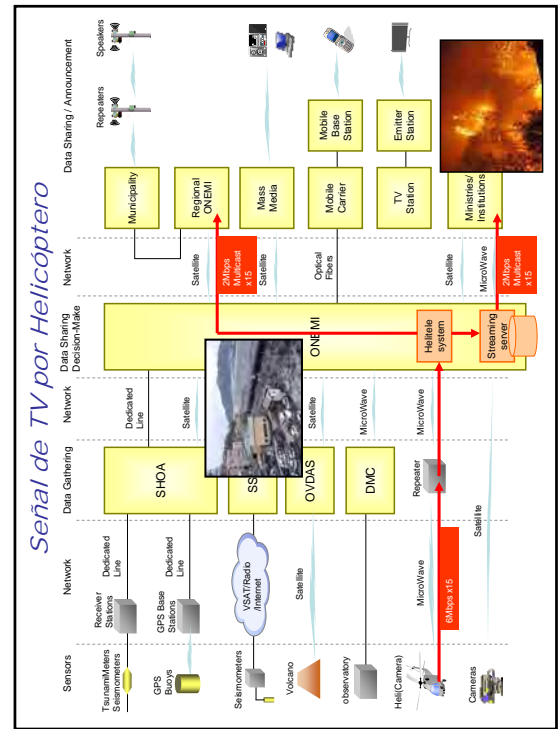 Señal de TV por Helicóptero
Sensors
Network
Data Gathering
Network
Data Sharing
Decision-Make
Network
Data Sharing / Announcement
TsunamiMeters
Seismometers
Receiver
Stations
Dedicated
Line
GPS
Buoys
GPS Base
Stations
Dedicated
Line
SHOA
Dedicated
Line
Satellite
Seismometers
VSAT/Radio
/Internet
Volcano
Satellite
OVDAS
Satellite
observatory
DMC
MicroWave
Heli(Camera)
MicroWave
6Mbps x15
Repeater
MicroWave
Cameras
Satellite
ONEMI
Helitele
system
Streaming
server
Municipality
Repeaters
Speakers
Satellite
Regional
ONEMI
2Mbps
Multicast
x15
Satellite
Mass
Media
Optical
Fibers
Mobile
Carrier
Mobile
Base
Station
TV
Station
Emitter
Station
Satellite
MicroWave
Ministries/
Institutions
2Mbps
Multicast
x15